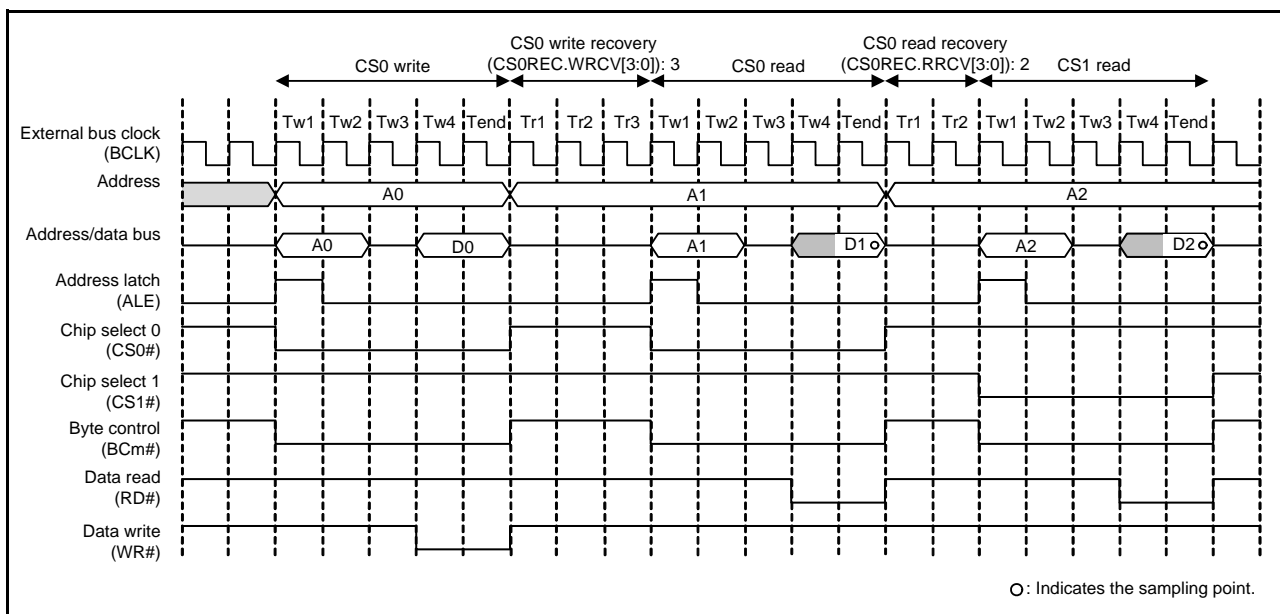 CS0 write
CS0 write recovery
(CS0REC.WRCV[3:0]): 3
CS0 read
CS0 read recovery
(CS0REC.RRCV[3:0]): 2
CS1 read
Tw1 Tw2 Tw3 Tw4 Tend Tr1 Tr2 Tr3 Tw1 Tw2 Tw3 Tw4 Tend Tr1 Tr2 Tw1 Tw2 Tw3 Tw4 Tend
External bus clock
(BCLK)
Address
A0 A1 A2
Address/data bus
A0 D0 A1 D1 A2 D2
Address latch
(ALE)
Chip select 0
(CS0#)
Chip select 1
(CS1#)
Byte control
(BCm#)
Data read
(RD#)
Data write
(WR#)
: Indicates the sampling point.